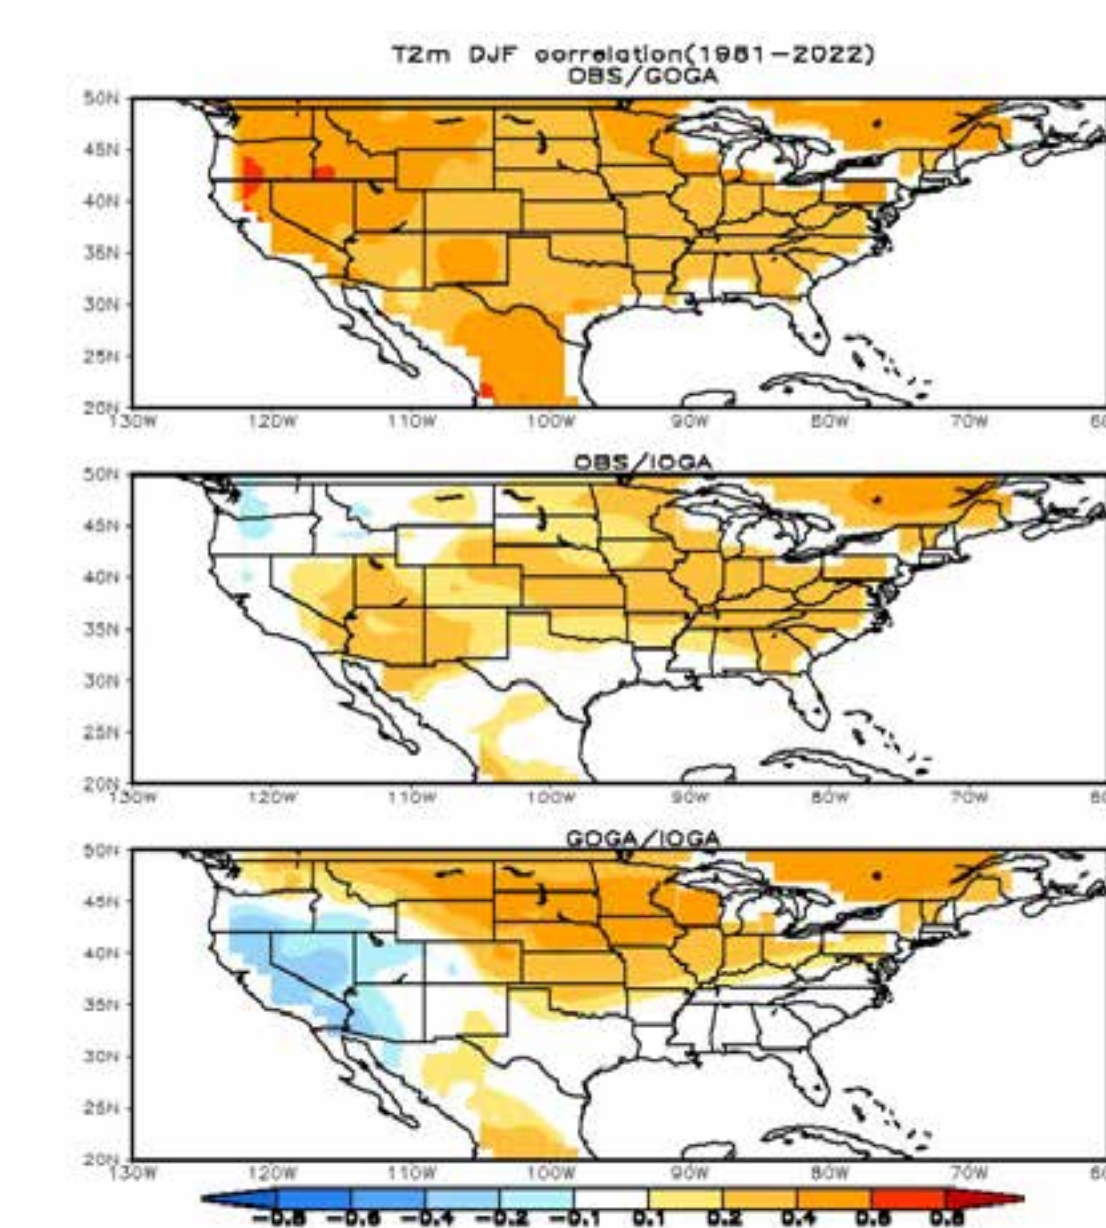 T2m DJF correlation(1981-2022)
OBS/GOGA
50N
45N
40N
35N
30N
25N
20N
130W 120W 110W 100W 90W 80W 70W
OBS/IOGA
50N
45N
40N
35N
30N
25N
20N
130W 120W 110W 100W 90W 80W 70W
GOGA/IOGA
50N
45N
40N
35N
30N
25N
20N
130W 120W 110W 100W 90W 80W 70W
-0.8 -0.6 -0.4 -0.2 -0.1 0.1 0.2 0.4 0.6 0.8